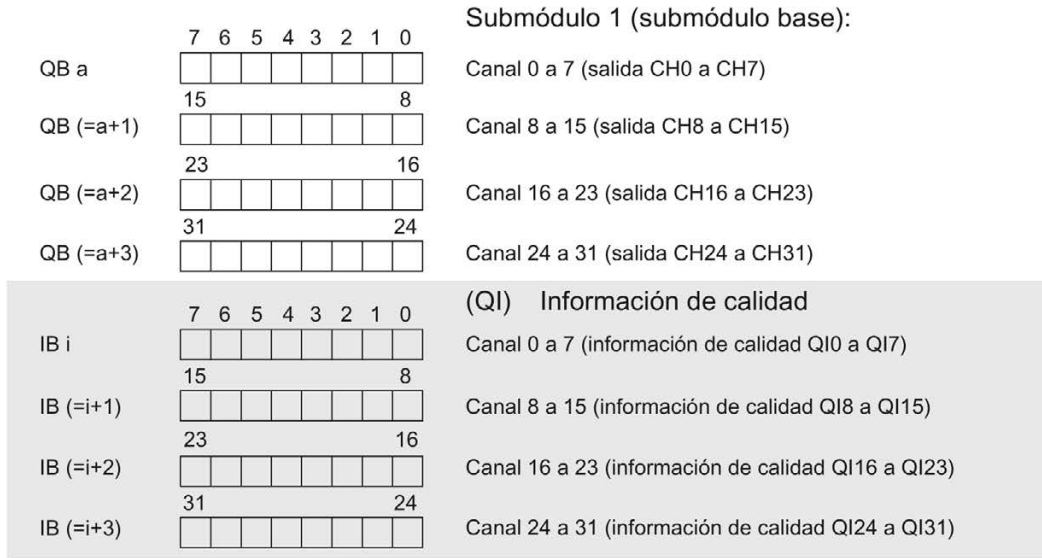 Submódulo 1 (submódulo base):
7 6 5 4 3 2 1 0
QB a Canal 0 a 7 (salida CH0 a CH7)
15 8
QB (=a+1) Canal 8 a 15 (salida CH8 a CH15)
23 16
QB (=a+2) Canal 16 a 23 (salida CH16 a CH23)
31 24
QB (=a+3) Canal 24 a 31 (salida CH24 a CH31)
(QI) Información de calidad
7 6 5 4 3 2 1 0
IB i Canal 0 a 7 (información de calidad QI0 a QI7)
15 8
IB (=i+1) Canal 8 a 15 (información de calidad QI8 a QI15)
23 16
IB (=i+2) Canal 16 a 23 (información de calidad QI16 a QI23)
31 24
IB (=i+3) Canal 24 a 31 (información de calidad QI24 a QI31)